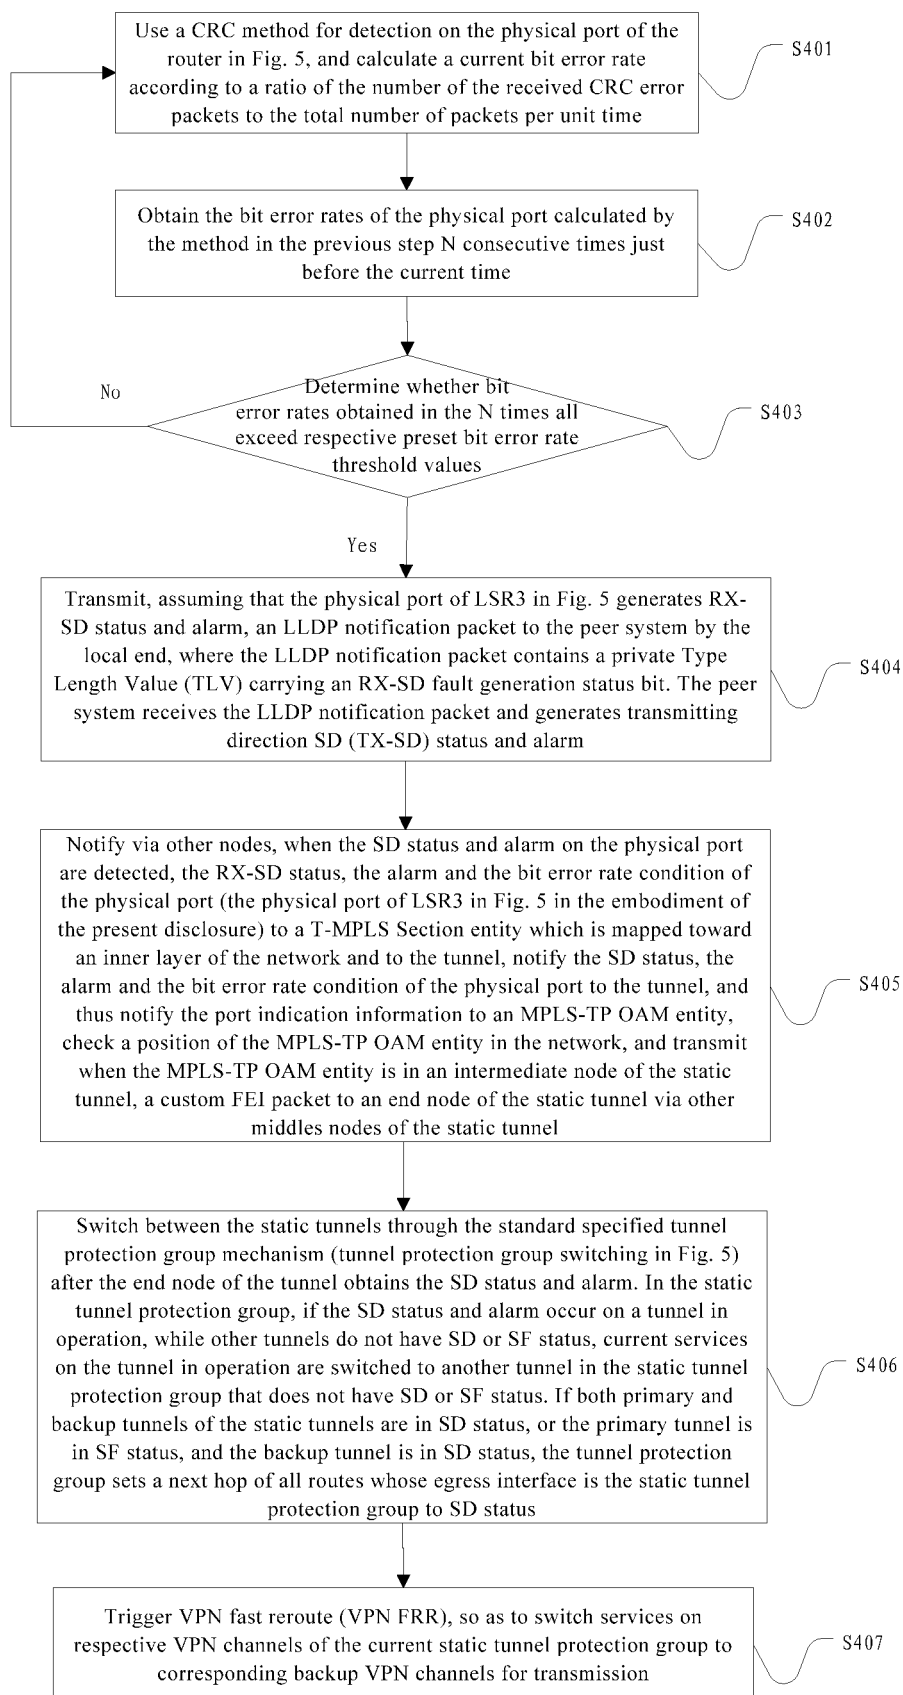 Use a CRC method for detection on the physical port of the
router in Fig. 5, and calculate a current bit error rate
according to a ratio of the number of the received CRC error
packets to the total number of packets per unit time
S401
Obtain the bit error rates of the physical port calculated by
the method in the previous step N consecutive times just
before the current time
S402
Determine whether bit
error rates obtained in the N times all
exceed respective preset bit error rate
threshold values
S403
No
Yes
Transmit, assuming that the physical port of LSR3 in Fig. 5 generates RX-
SD status and alarm, an LLDP notification packet to the peer system by the
local end, where the LLDP notification packet contains a private Type
Length Value (TLV) carrying an RX-SD fault generation status bit. The peer
system receives the LLDP notification packet and generates transmitting
direction SD (TX-SD) status and alarm
S404
Notify via other nodes, when the SD status and alarm on the physical port
are detected, the RX-SD status, the alarm and the bit error rate condition of
the physical port (the physical port of LSR3 in Fig. 5 in the embodiment of
the present disclosure) to a T-MPLS Section entity which is mapped toward
an inner layer of the network and to the tunnel, notify the SD status, the
alarm and the bit error rate condition of the physical port to the tunnel, and
thus notify the port indication information to an MPLS-TP OAM entity,
check a position of the MPLS-TP OAM entity in the network, and transmit
when the MPLS-TP OAM entity is in an intermediate node of the static
tunnel, a custom FEI packet to an end node of the static tunnel via other
middles nodes of the static tunnel
S405
Switch between the static tunnels through the standard specified tunnel
protection group mechanism (tunnel protection group switching in Fig. 5)
after the end node of the tunnel obtains the SD status and alarm. In the static
tunnel protection group, if the SD status and alarm occur on a tunnel in
operation, while other tunnels do not have SD or SF status, current services
on the tunnel in operation are switched to another tunnel in the static tunnel
protection group that does not have SD or SF status. If both primary and
backup tunnels of the static tunnels are in SD status, or the primary tunnel is
in SF status, and the backup tunnel is in SD status, the tunnel protection
group sets a next hop of all routes whose egress interface is the static tunnel
protection group to SD status
S406
Trigger VPN fast reroute (VPN FRR), so as to switch services on
respective VPN channels of the current static tunnel protection group to
corresponding backup VPN channels for transmission
S407